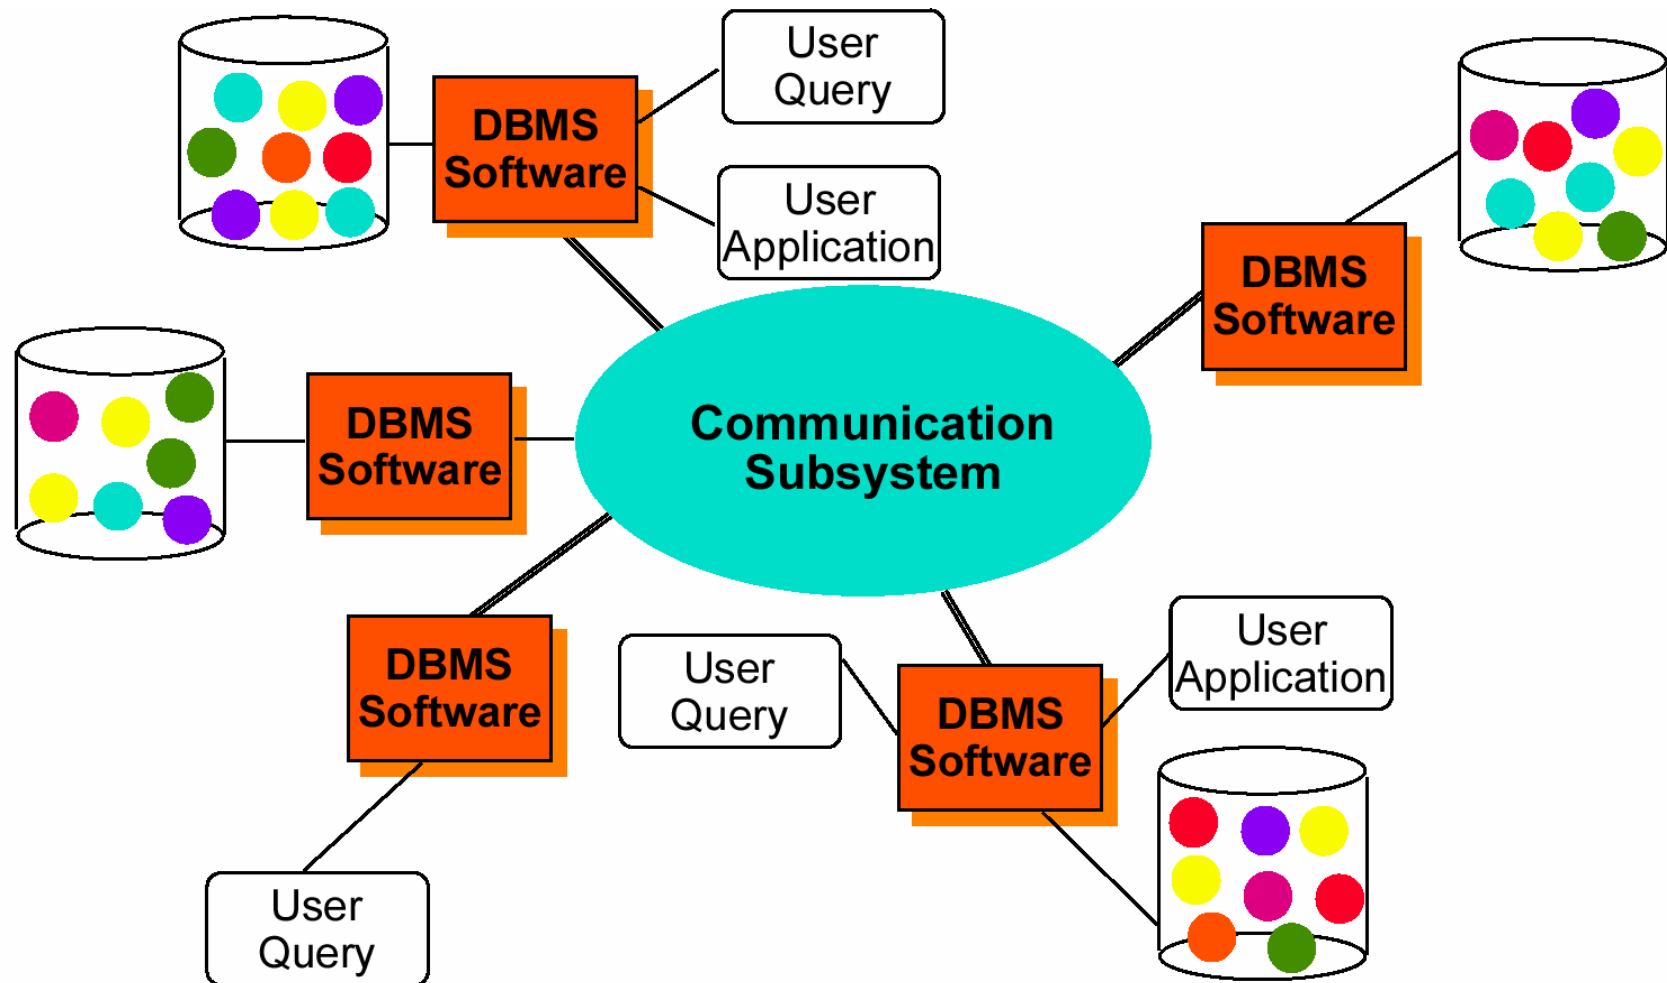 User
Query
DBMS
Software
User
Application
DBMS
Software
DBMS
Software
Communication
Subsystem
DBMS
Software
User
Query
User
Application
DBMS
Software
User
Query